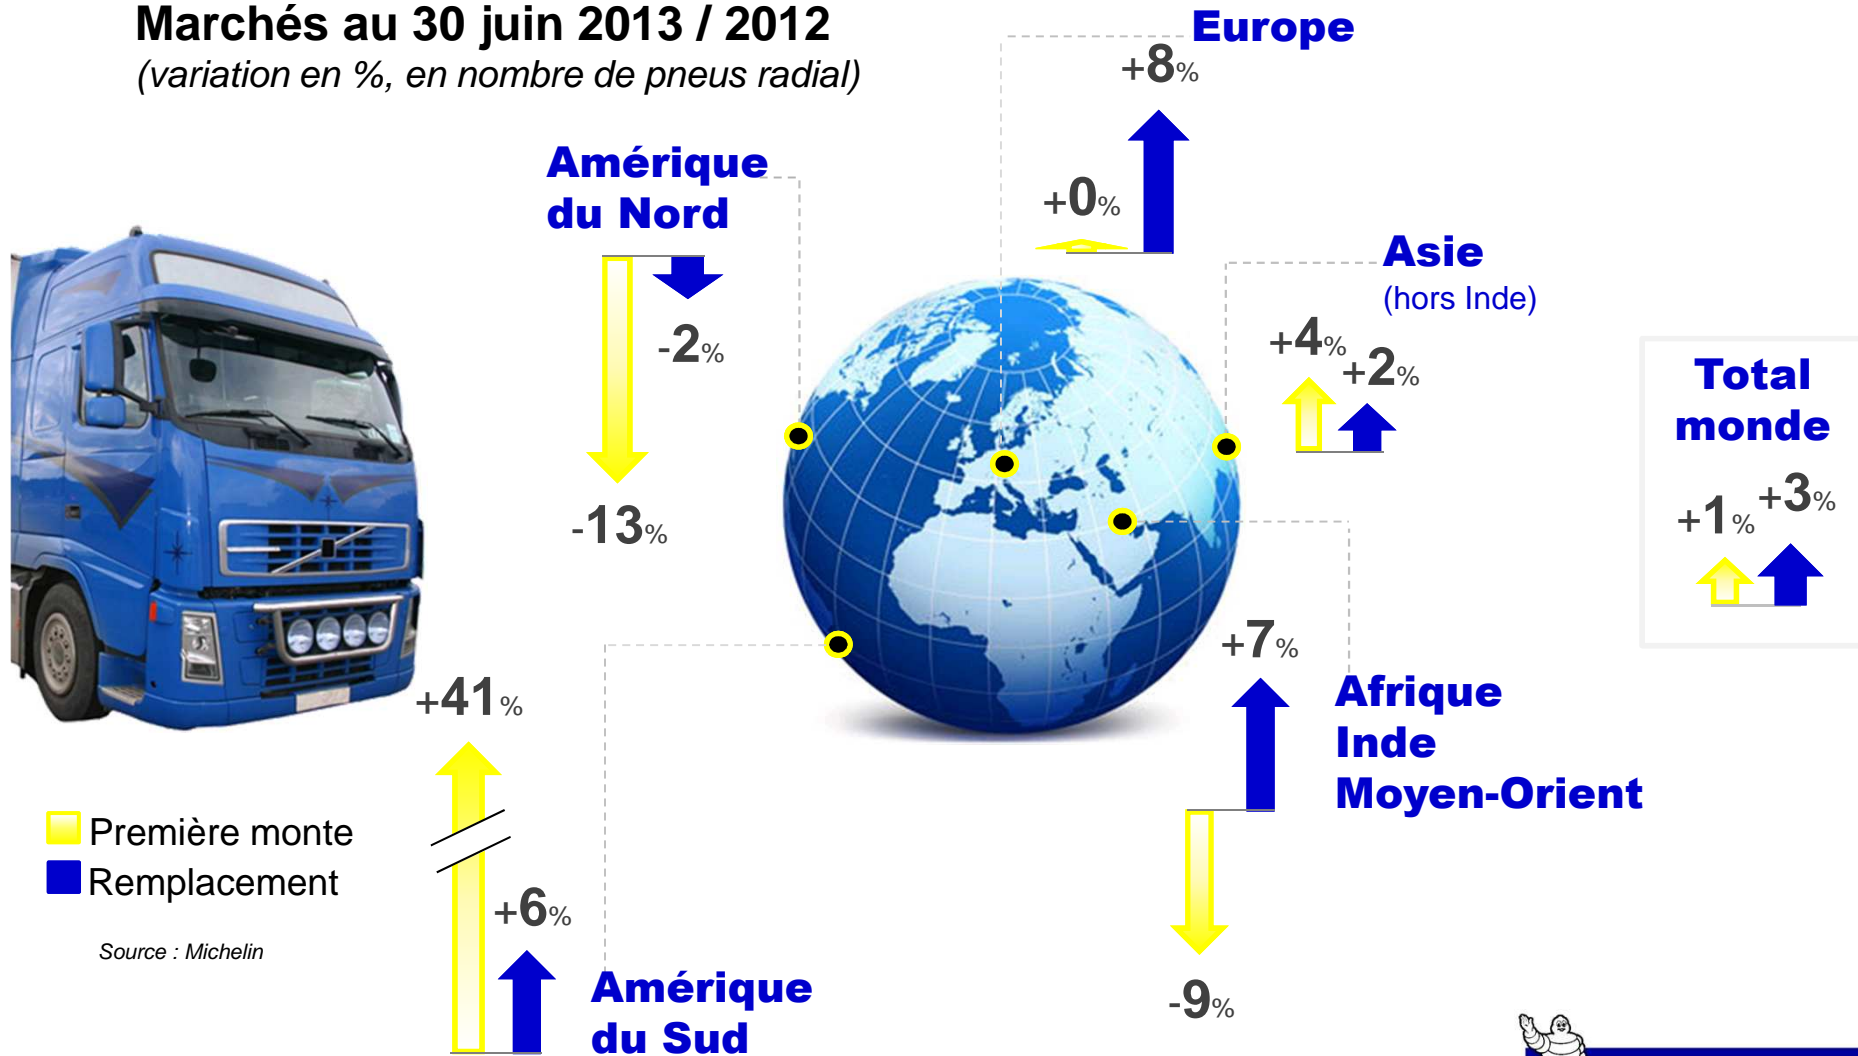 Marchés au 30 juin 2013 / 2012
(variation en %, en nombre de pneus radial)
Europe
+8%
+0%
Amérique
du Nord
-2%
-13%
Asie
(hors Inde)
+4%
+2%
Total
monde
+1%
+3%
+7%
Afrique
Inde
Moyen-Orient
-9%
+41%
+6%
Amérique
du Sud
Première monte
Remplacement
Source : Michelin